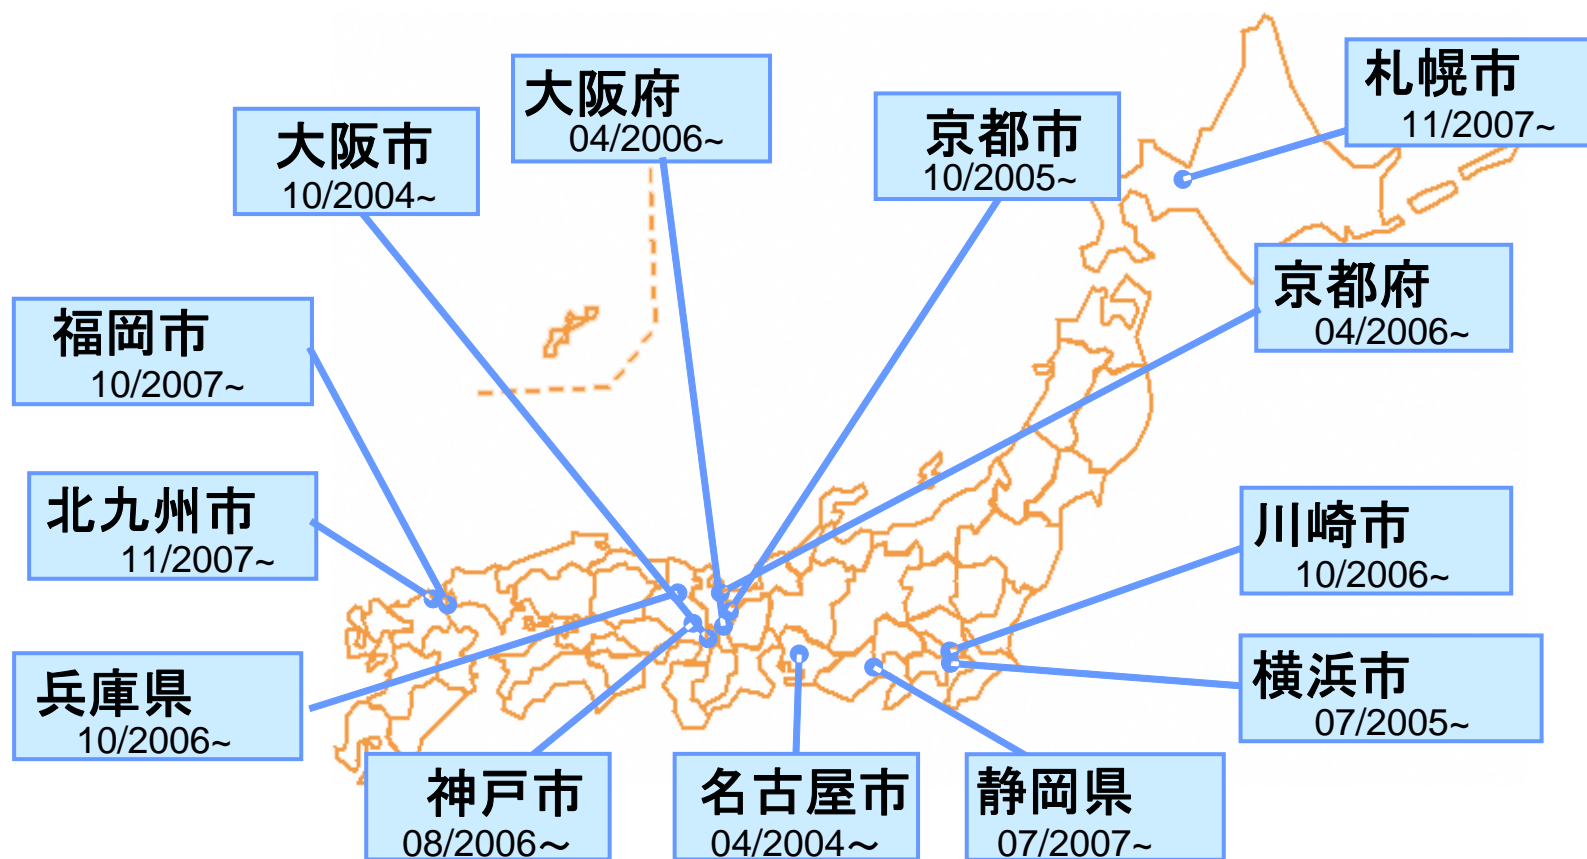 札幌市
11/2007~
大阪府
04/2006~
大阪市
10/2004~
京都市
10/2005~
京都府
04/2006~
福岡市
10/2007~
北九州市
11/2007~
川崎市
10/2006~
兵庫県
10/2006~
横浜市
07/2005~
神戸市
08/2006～
名古屋市
04/2004～
静岡県
07/2007~